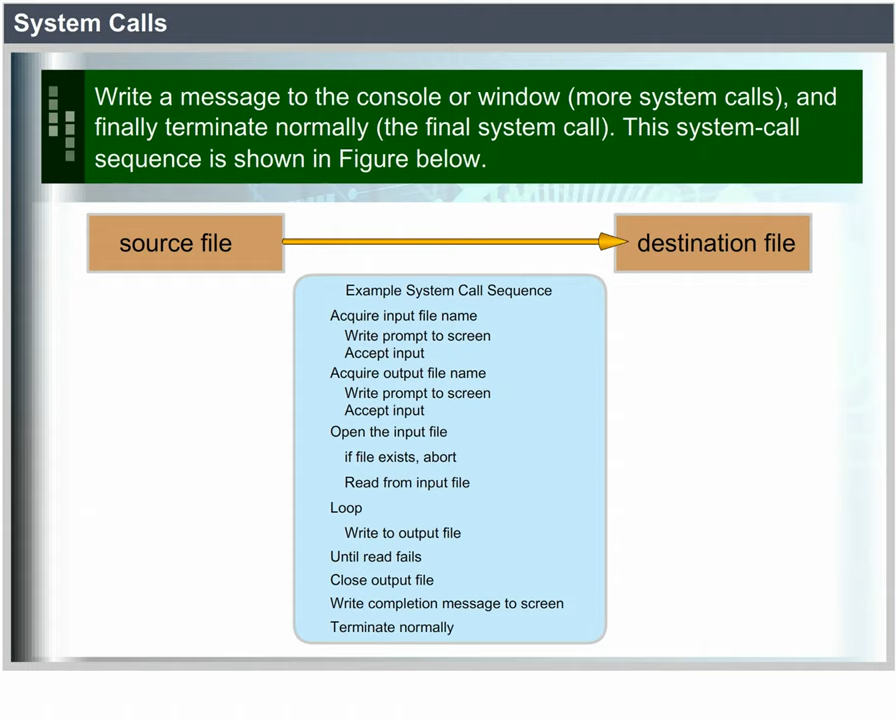 System Calls
Write a message to the console or window (more system calls), and
finally terminate normally (the final system call). This system-call
sequence is shown in Figure below.
source file
destination file
Example System Call Sequence
Acquire input file name
Write prompt to screen
Accept input
Acquire output file name
Write prompt to screen
Accept input
Open the input file
if file exists, abort
Read from input file
Loop
Write to output file
Until read fails
Close output file
Write completion message to screen
Terminate normally